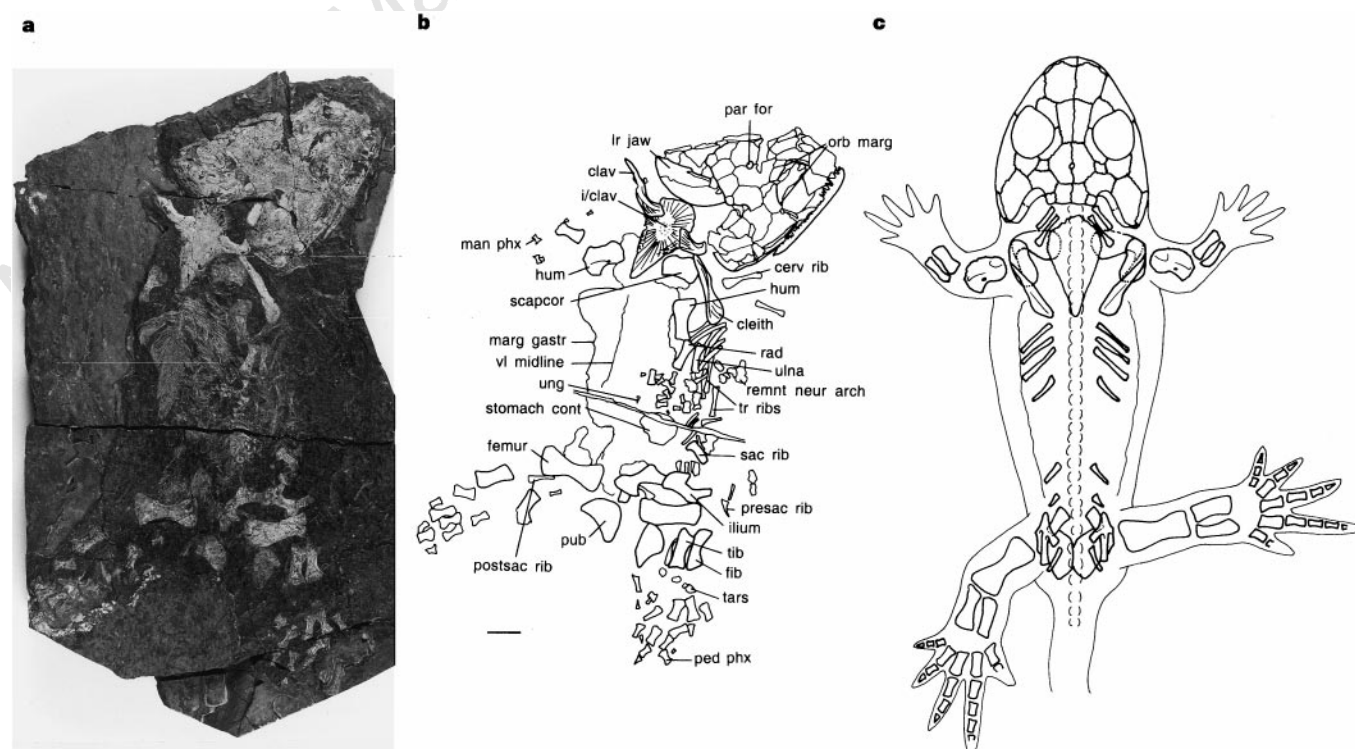 a
b
c
par for
lr jaw
orb marg
clav
i/clav
man phx
hum
cerv rib
scapcor
hum
cleith
marg gastr
rad
vl midline
ulna
ung
remnt neur arch
stomach cont
tr ribs
femur
sac rib
presac rib
ilium
pub
tib
postsac rib
fib
tars
ped phx